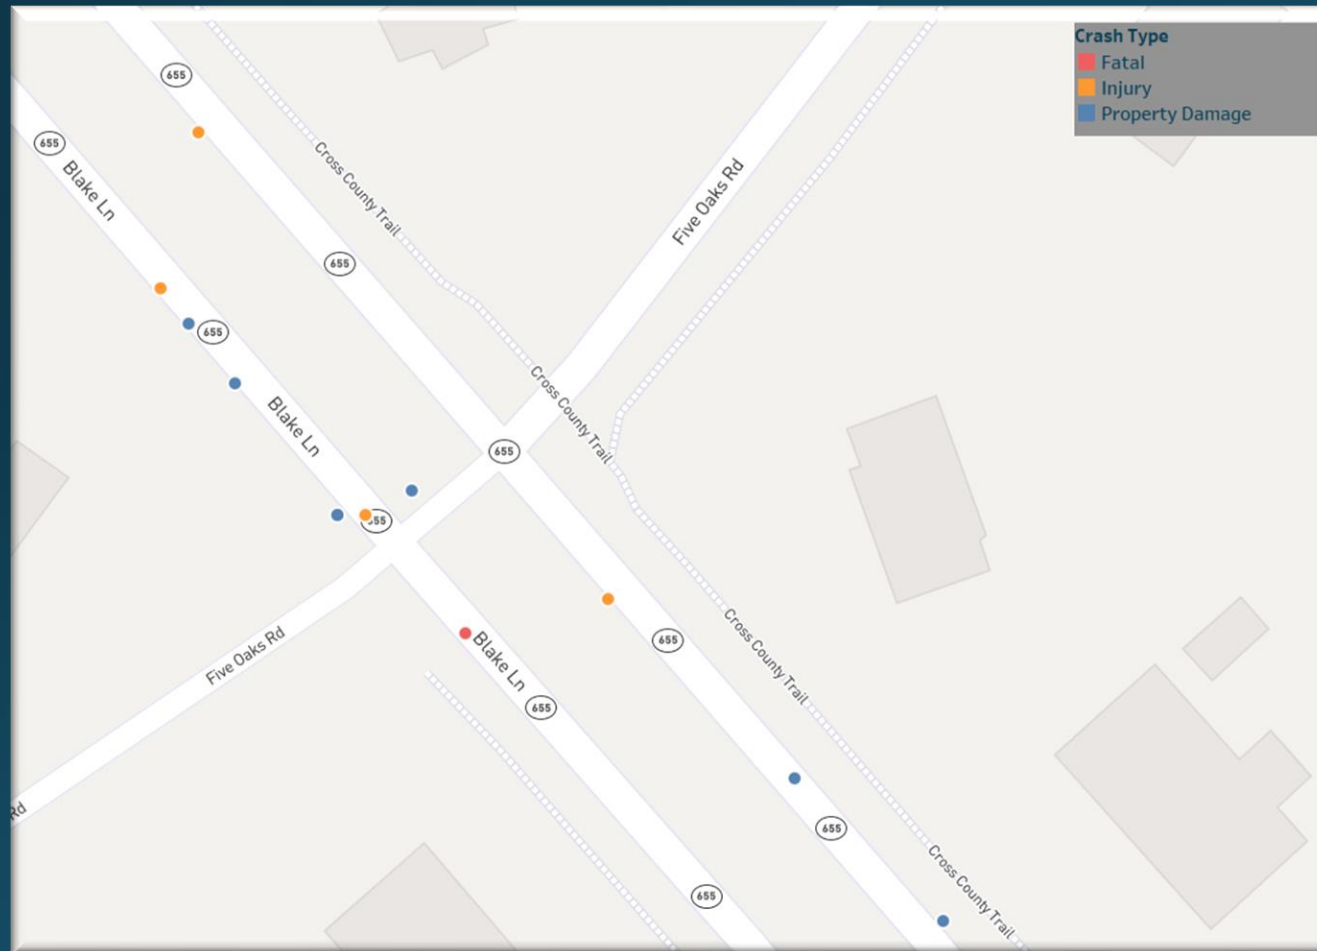 Crash Type
Fatal
Injury
Property Damage
655
655
Blake Ln
Cross County Trail
Five Oaks Rd
655
655
Cross County Trail
Blake Ln
655
655
Blake Ln
Five Oaks Rd
655
Cross County Trail
655
Rd
655
Cross County Trail
655